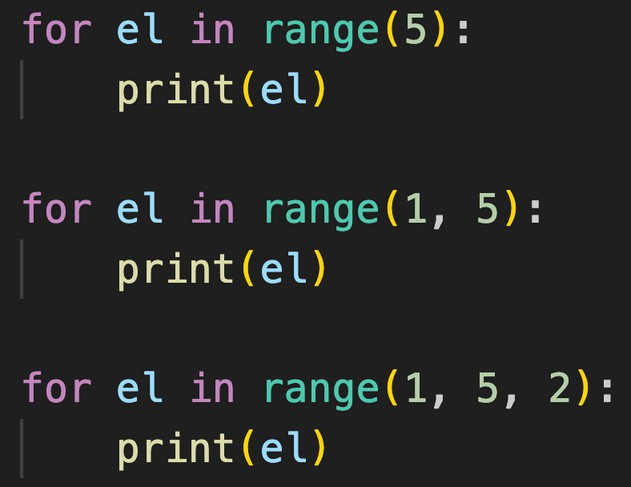 for el in range(5):
    print(el)

for el in range(1, 5):
    print(el)

for el in range(1, 5, 2):
    print(el)